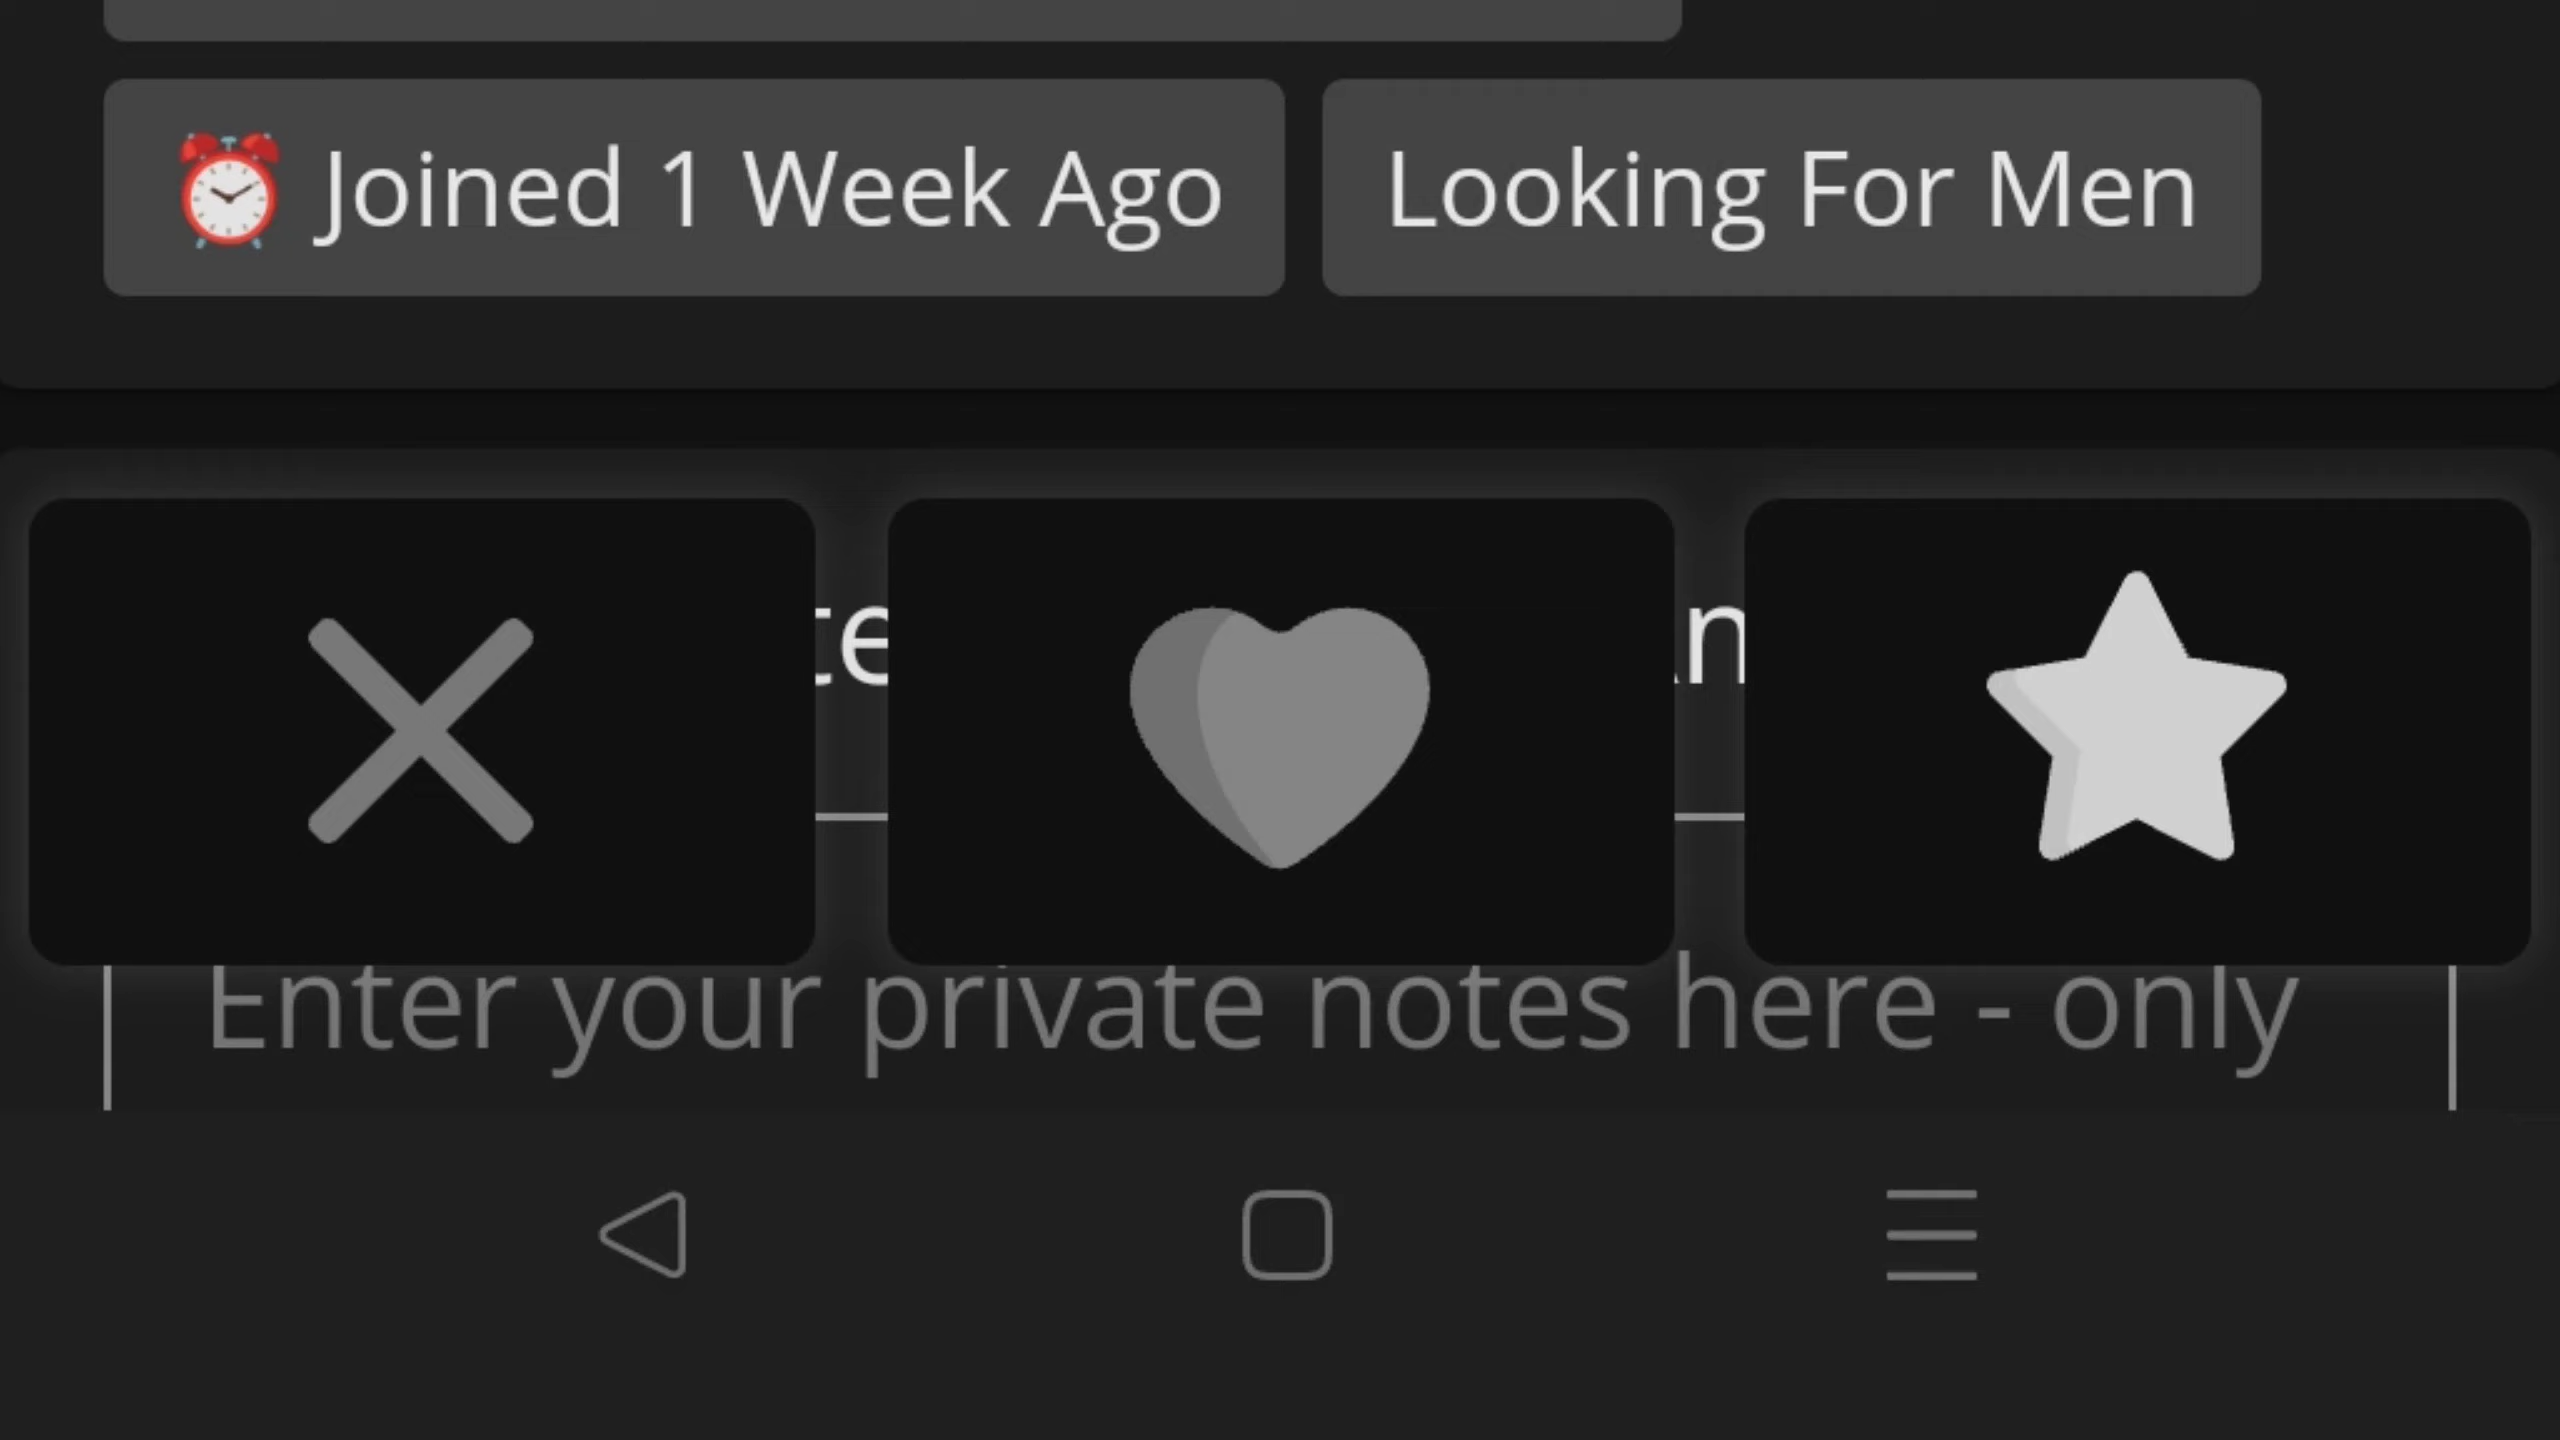 ⏰ Joined 1 Week Ago
Looking For Men
Enter your private notes here - only